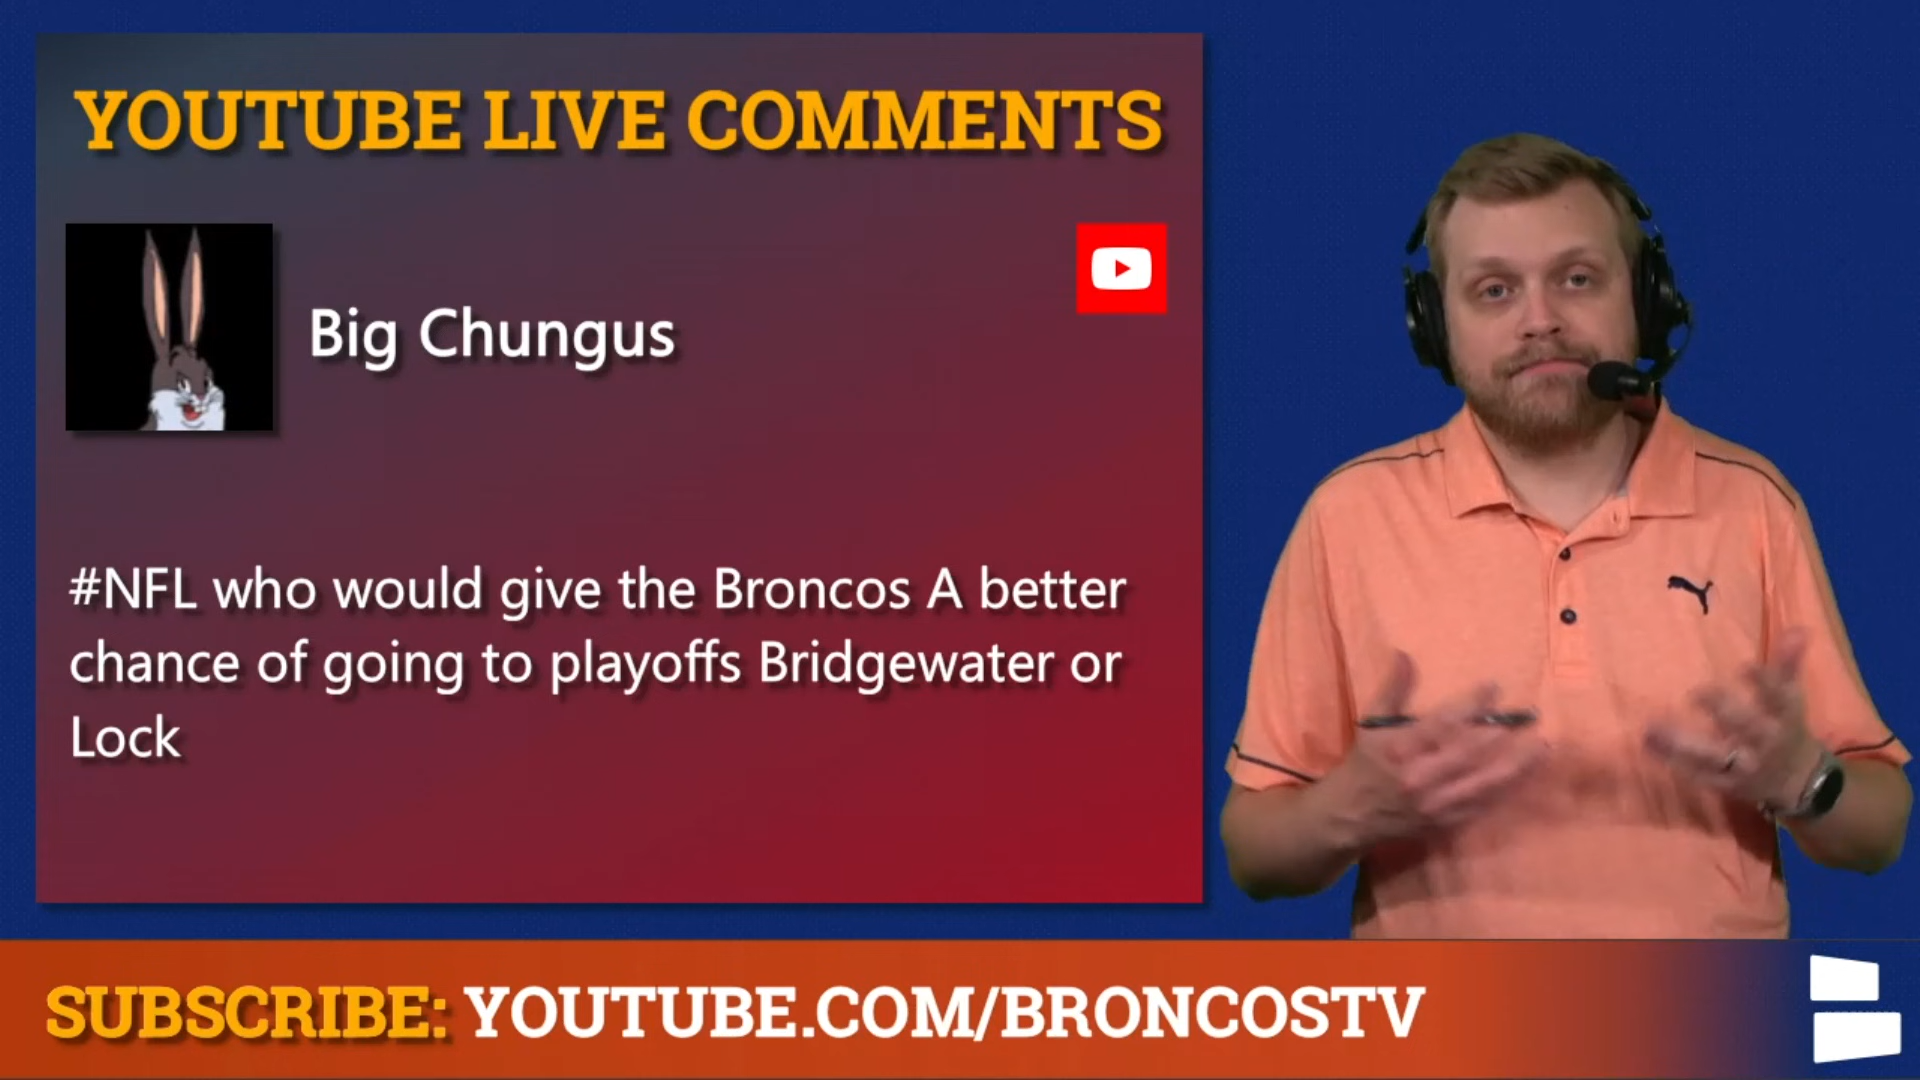 YOUTUBE LIVE COMMENTS
Big Chungus
#NFL who would give the Broncos A better
chance of going to playoffs Bridgewater or
Lock
SUBSCRIBE: YOUTUBE.COM/BRONCOSTV